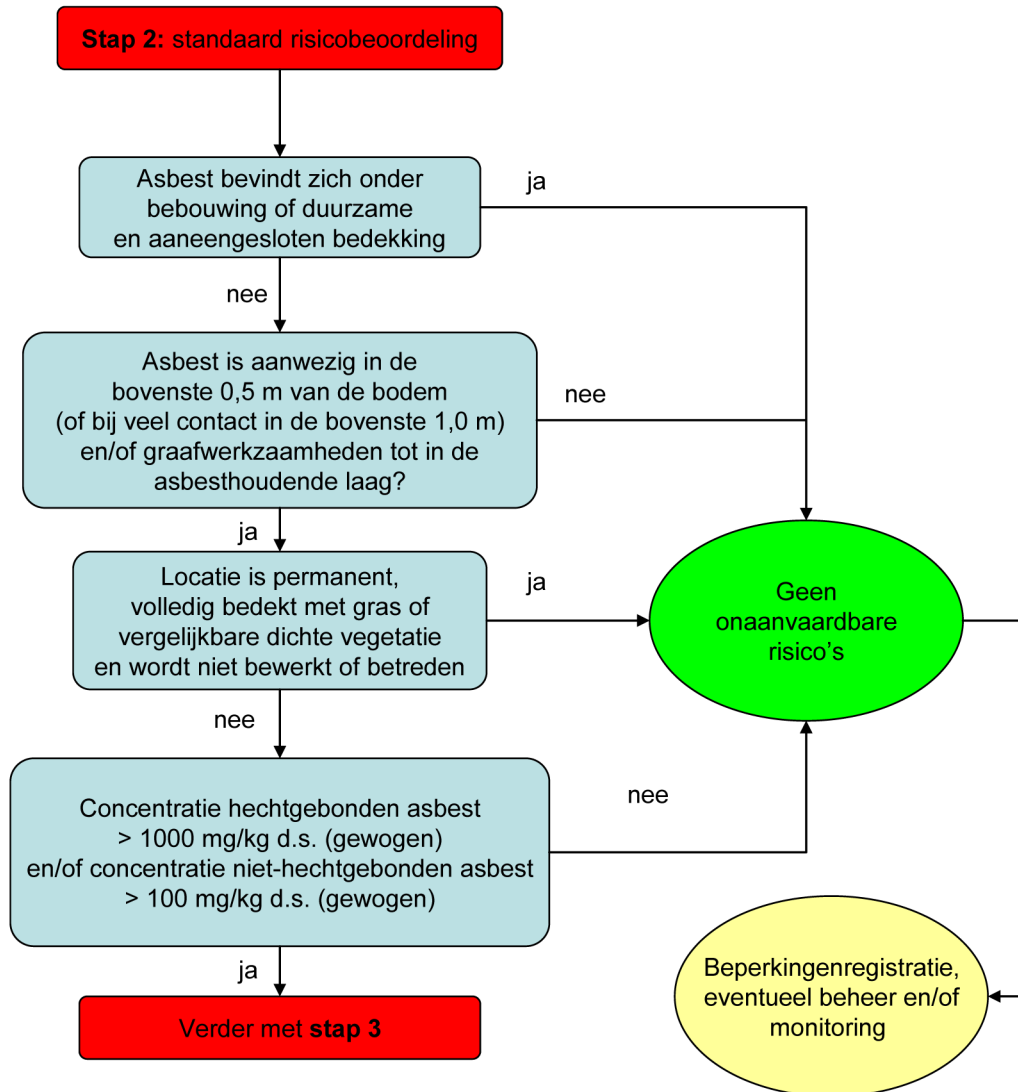 Stap 2: standaard risicobeoordeling
Asbest bevindt zich onder
bebouwing of duurzame
en aaneengesloten bedekking
ja
nee
Asbest is aanwezig in de
bovenste 0,5 m van de bodem
(of bij veel contact in de bovenste 1,0 m)
en/of graafwerkzaamheden tot in de
asbesthoudende laag?
nee
ja
Locatie is permanent,
volledig bedekt met gras of
vergelijkbare dichte vegetatie
en wordt niet bewerkt of betreden
ja
Geen
onaanvaardbare
risico's
nee
Concentratie hechtgebonden asbest
> 1000 mg/kg d.s. (gewogen)
en/of concentratie niet-hechtgebonden asbest
> 100 mg/kg d.s. (gewogen)
nee
ja
Verder met stap 3
Beperkingenregistratie,
eventueel beheer en/of
monitoring